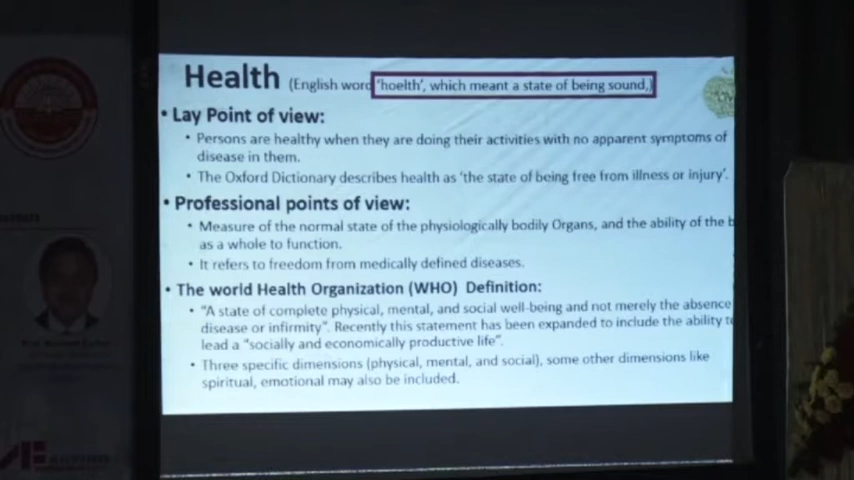 Health (English word 'hoelth', which meant a state of being sound,)
• Lay Point of view:
• Persons are healthy when they are doing their activities with no apparent symptoms of
disease in them.
• The Oxford Dictionary describes health as 'the state of being free from illness or injury'.
• Professional points of view:
• Measure of the normal state of the physiologically bodily Organs, and the ability of the b
as a whole to function.
• It refers to freedom from medically defined diseases.
• The world Health Organization (WHO) Definition:
• "A state of complete physical, mental, and social well-being and not merely the absence
disease or infirmity". Recently this statement has been expanded to include the ability t
lead a "socially and economically productive life".
• Three specific dimensions (physical, mental, and social), some other dimensions like
spiritual, emotional may also be included.